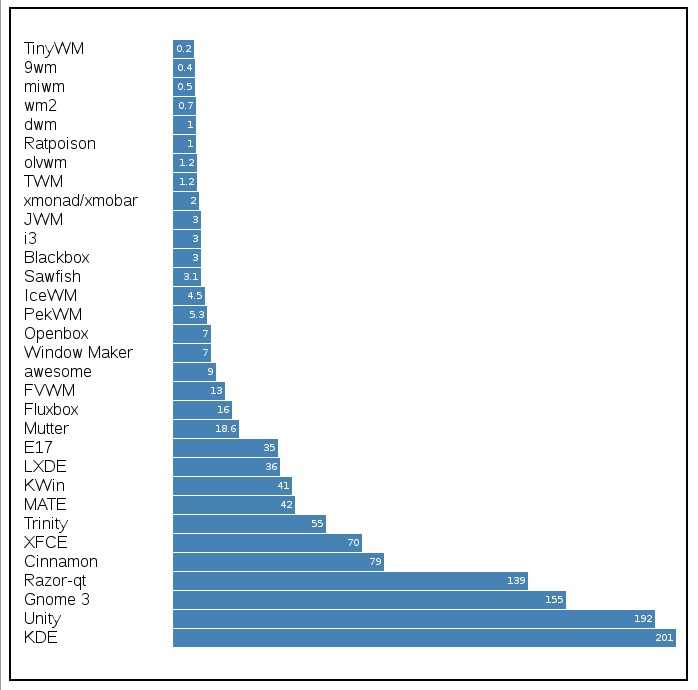 TinyWM 0.2
9wm 0.4
miwm 0.5
wm2 0.7
dwm 1
Ratpoison 1
olvwm 1.2
TWM 1.2
xmonad/xmobar 2
JWM 3
i3 3
Blackbox 3
Sawfish 3.1
IceWM 4.5
PekWM 5.3
Openbox 7
Window Maker 7
awesome 9
FVWM 13
Fluxbox 16
Mutter 18.6
E17 35
LXDE 36
KWin 41
MATE 42
Trinity 55
XFCE 70
Cinnamon 79
Razor-qt 139
Gnome 3 155
Unity 192
KDE 201